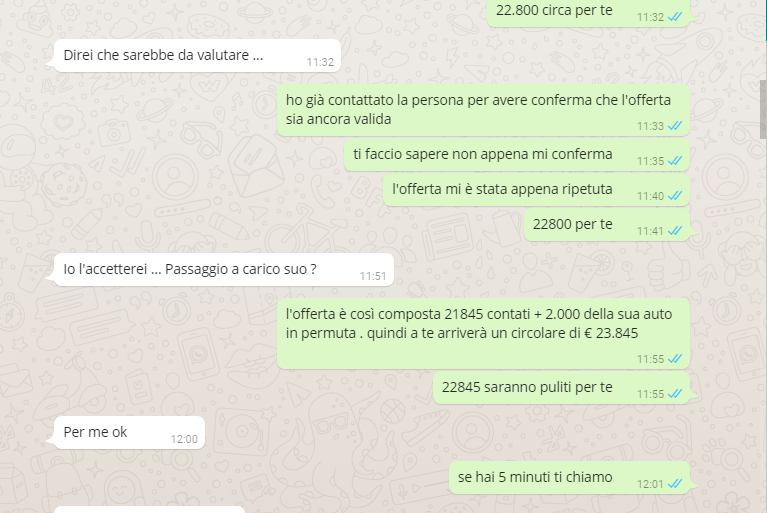 22.800 circa per te
11:32
Direi che sarebbe da valutare ...
11:32
ho già contattato la persona per avere conferma che l'offerta
sia ancora valida
11:33
ti faccio sapere non appena mi conferma
11:35
l'offerta mi è stata appena ripetuta
11:40
22800 per te
11:41
Io l'accetterei ... Passaggio a carico suo ?
11:51
l'offerta è così composta 21845 contati + 2.000 della sua auto
in permuta . quindi a te arriverà un circolare di € 23.845
11:55
22845 saranno puliti per te
11:55
Per me ok
12:00
se hai 5 minuti ti chiamo
12:01